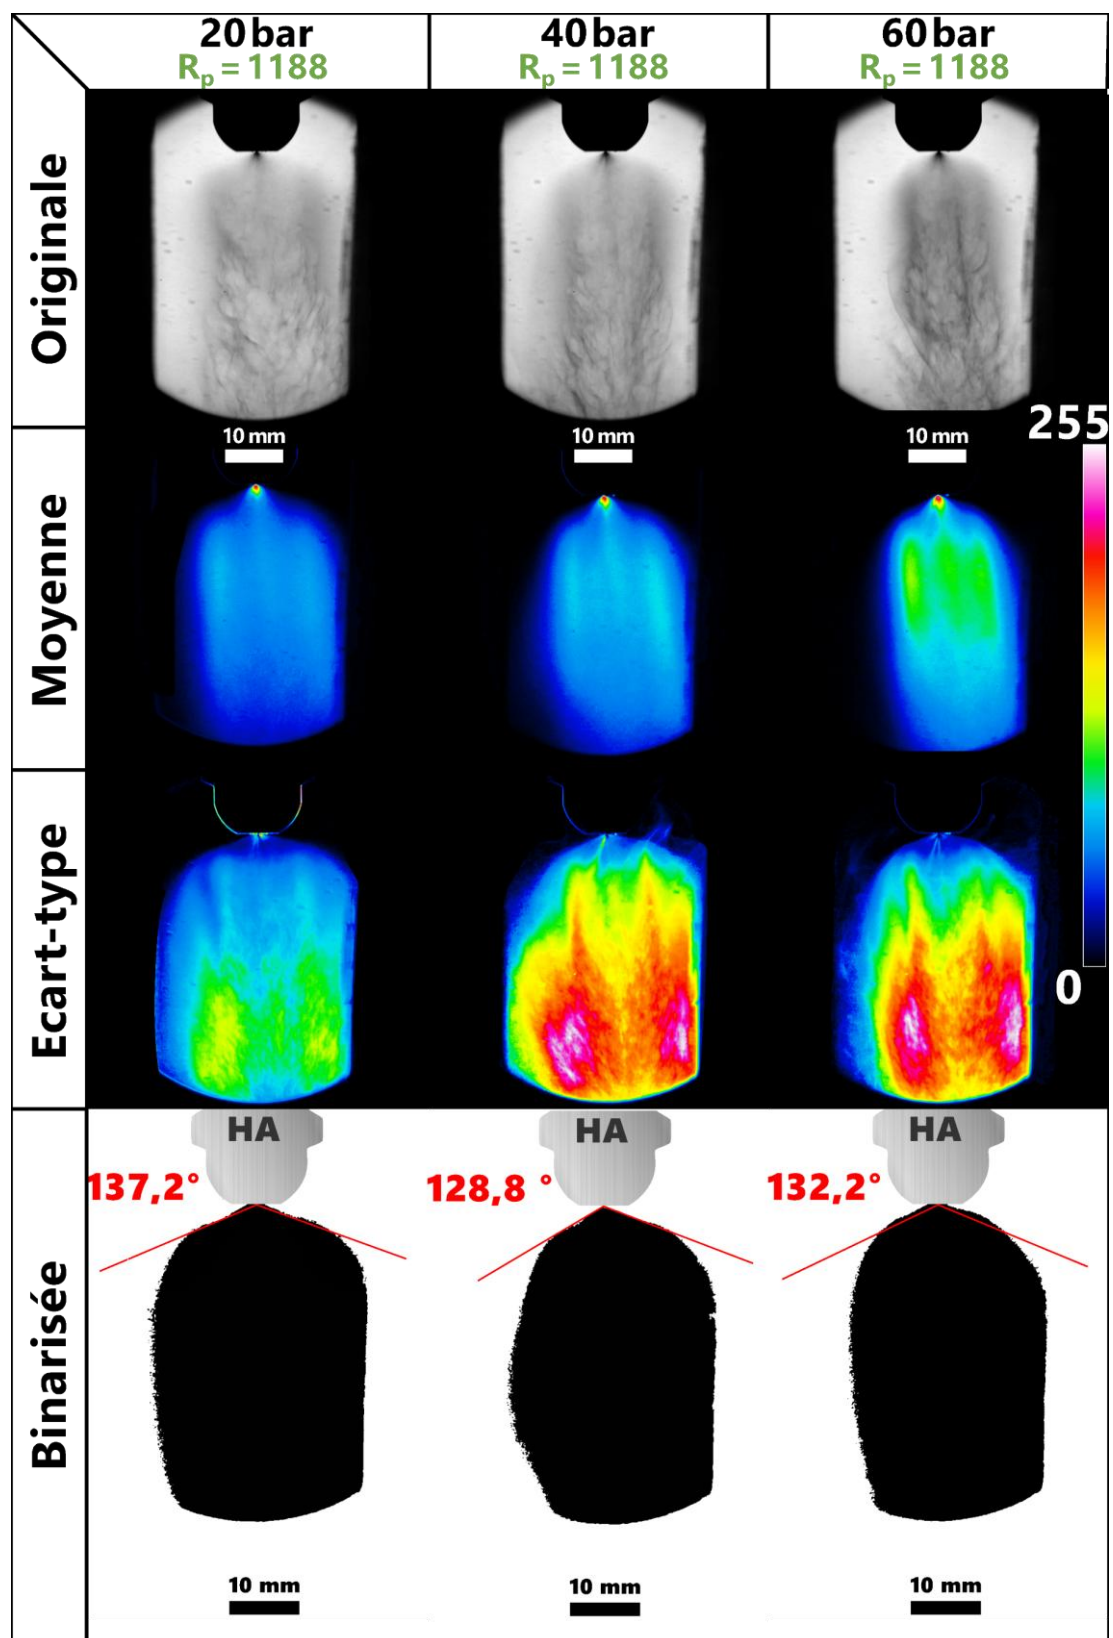 20 bar
Rp = 1188
40 bar
Rp = 1188
60 bar
Rp = 1188
Originale
10 mm
10 mm
10 mm
255
Moyenne
Ecart-type
0
HA
HA
HA
137,2°
128,8 °
132,2°
Binarisée
10 mm
10 mm
10 mm